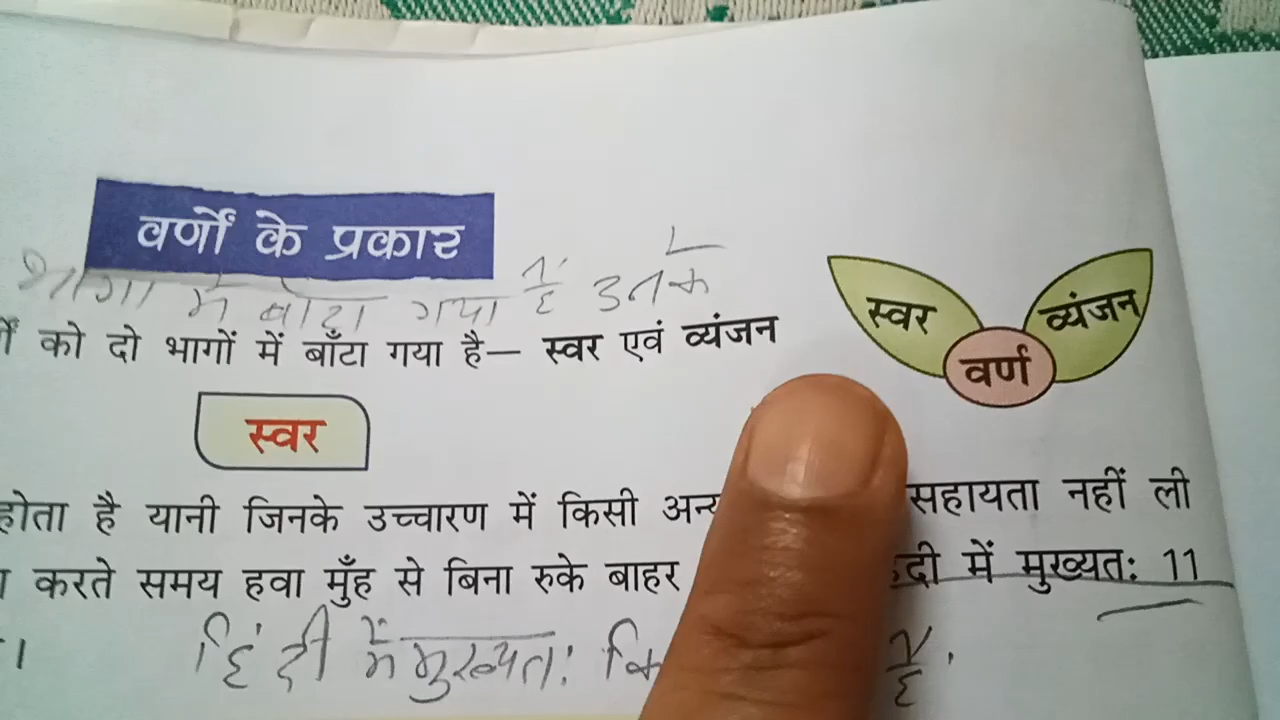 वर्णों के प्रकार
भागों में बाँटा गया है उनके
को दो भागों में बाँटा गया है— स्वर एवं व्यंजन
स्वर
व्यंजन
वर्ण
स्वर
होता है यानी जिनके उच्चारण में किसी सहायता नहीं ली
करते समय हवा मुँह से बिना रुके बाहर में मुख्यतः 11
हिंदी में मुख्यतः है